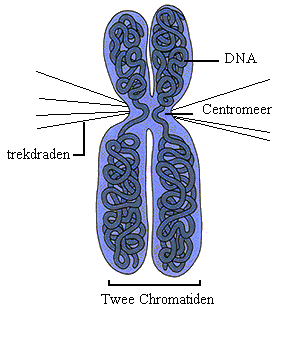 DNA
Centromeer
trekdraden
Twee Chromatiden